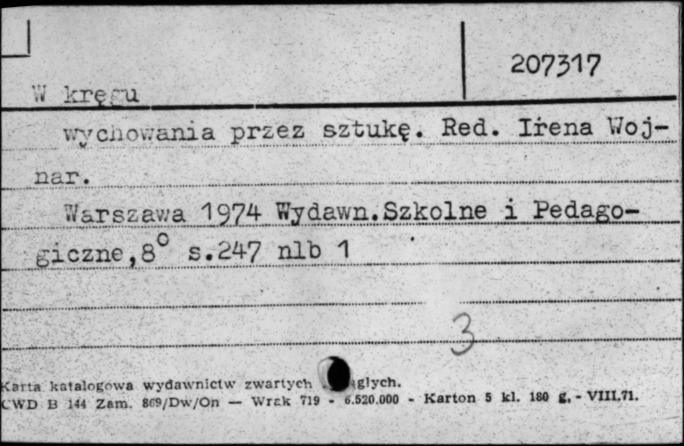 207317
W kręgu
wychowania przez sztukę. Red. Irena Woj-
nar.
Warszawa 1974 Wydawn.Szkolne i Pedago-
giczne,8° s.247 nlb 1
3
Karta katalogowa wydawnictw zwartych
CWD B 144 Zam. 869/Dw/On — Wrzk 719 - 6.520.000 - Karton 5 kl. 180 g. - VIII.71.